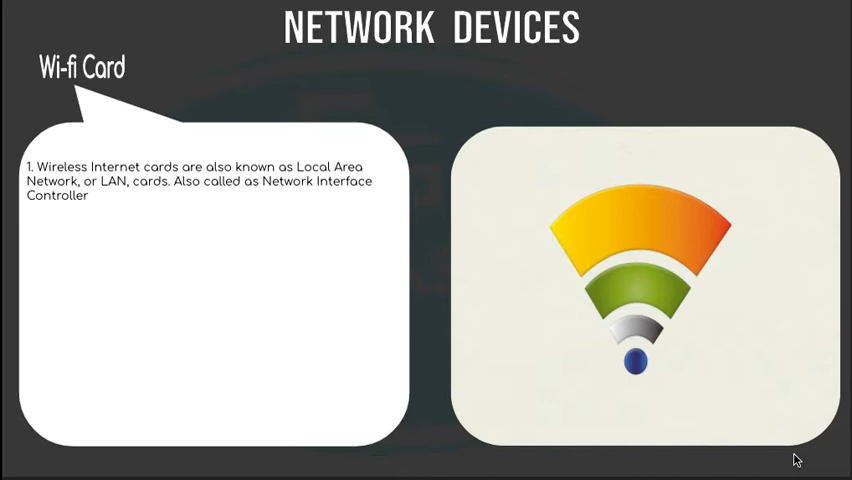 NETWORK DEVICES
Wi-fi Card
1. Wireless Internet cards are also known as Local Area
Network, or LAN, cards. Also called as Network Interface
Controller